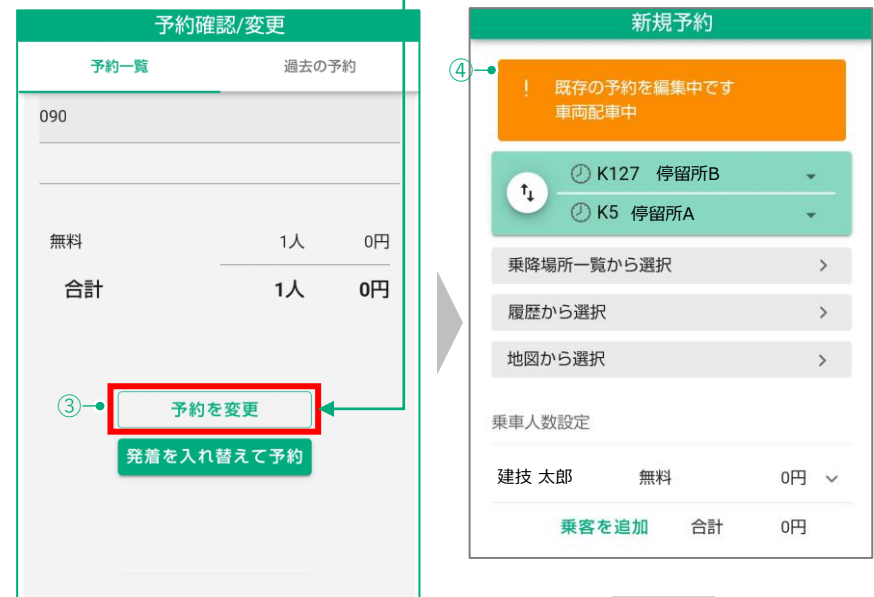 予約確認/変更
予約一覧 過去の予約
090
無料 1人 0円
合計 1人 0円
③
予約を変更
発着を入れ替えて予約
新規予約
④
! 既存の予約を編集中です
車両配車中
K127 停留所B
K5 停留所A
乗降場所一覧から選択 >
履歴から選択 >
地図から選択 >
乗車人数設定
建技 太郎 無料 0円
乗客を追加 合計 0円